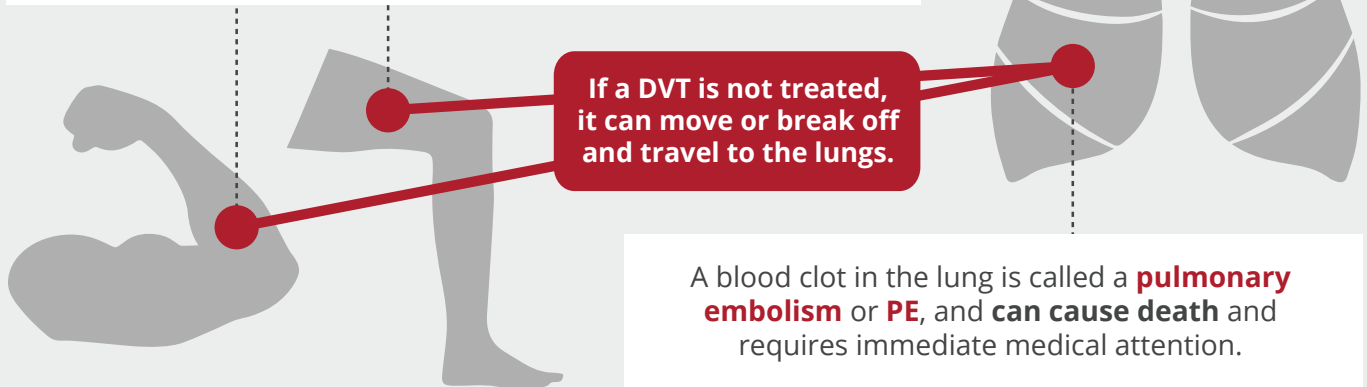 If a DVT is not treated,
it can move or break off
and travel to the lungs.
A blood clot in the lung is called a pulmonary
embolism or PE, and can cause death and
requires immediate medical attention.